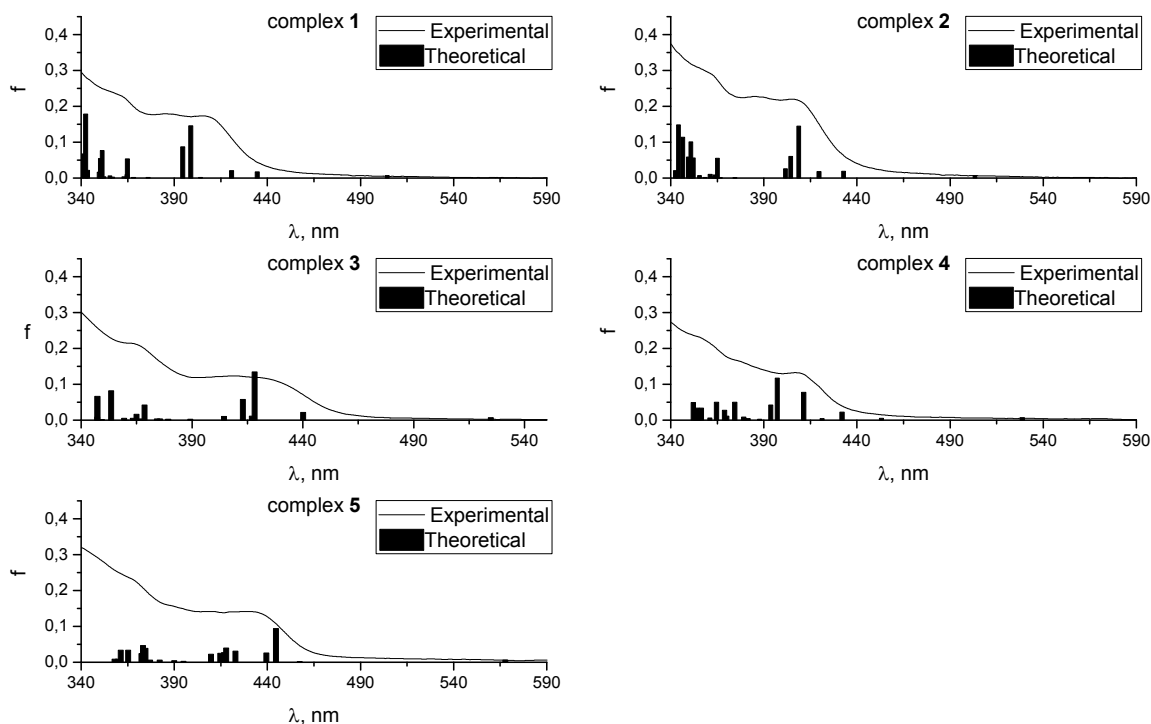 complex 1
Experimental
Theoretical
f
0,4
0,3
0,2
0,1
0,0
340 390 440 490 540 590
λ, nm
complex 2
Experimental
Theoretical
f
0,4
0,3
0,2
0,1
0,0
340 390 440 490 540 590
λ, nm
complex 3
Experimental
Theoretical
f
0,4
0,3
0,2
0,1
0,0
340 390 440 490 540
λ, nm
complex 4
Experimental
Theoretical
f
0,4
0,3
0,2
0,1
0,0
340 390 440 490 540 590
λ, nm
complex 5
Experimental
Theoretical
f
0,4
0,3
0,2
0,1
0,0
340 390 440 490 540 590
λ, nm